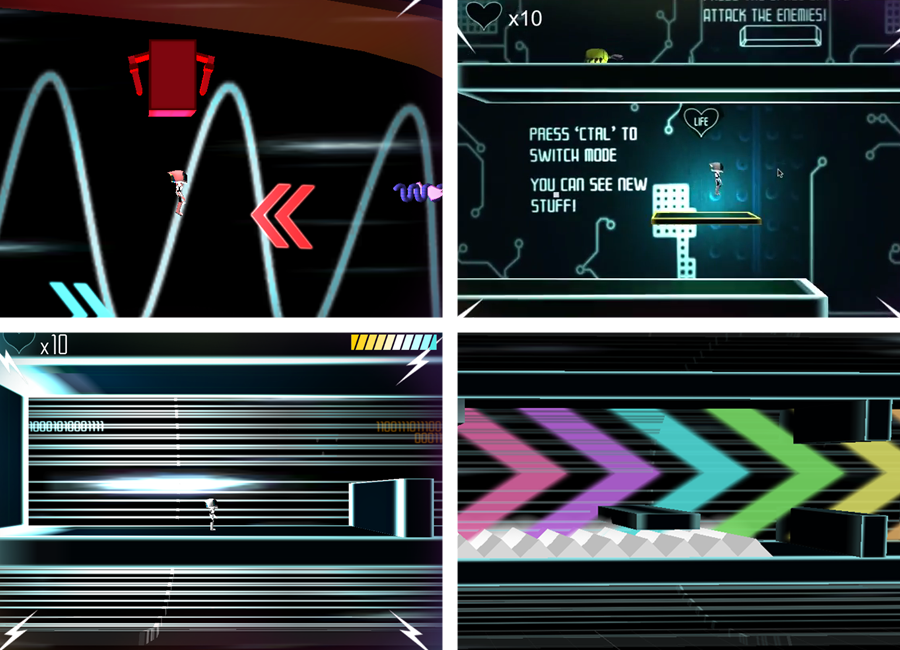 x10
ATTACK THE ENEMIES!
LIFE
PRESS 'CTRL' TO
SWITCH MODE
YOU CAN SEE NEW
STUFF!
x10
10001010001111